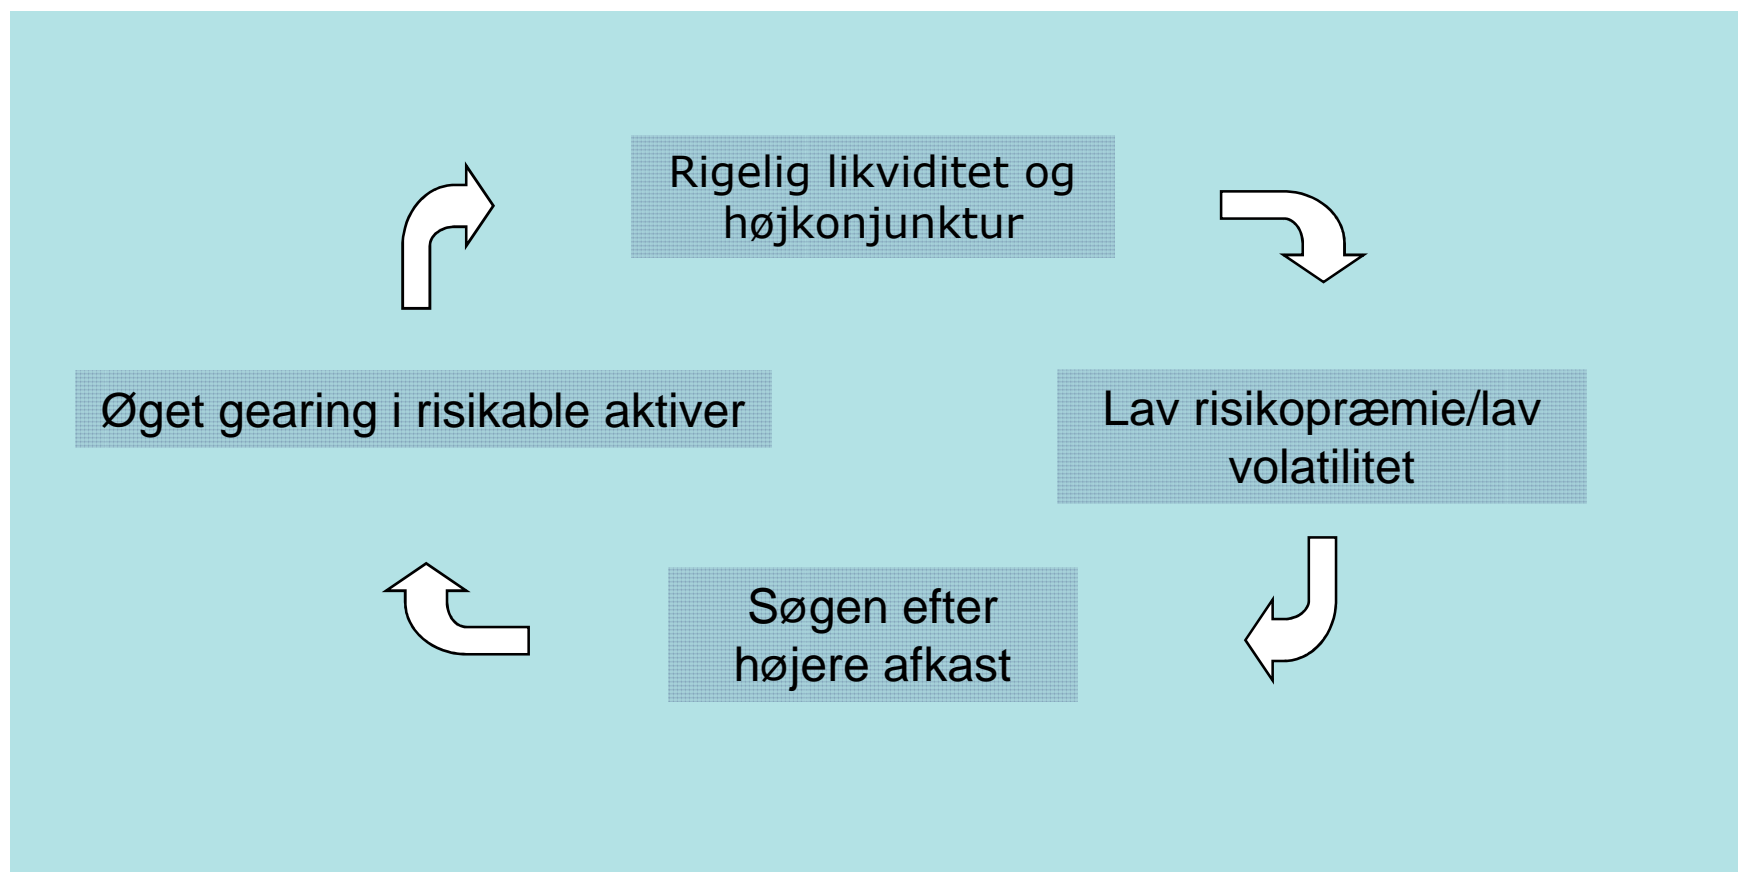 Rigelig likviditet og
højkonjunktur
Øget gearing i risikable aktiver
Lav risikopræmie/lav
volatilitet
Søgen efter
højere afkast